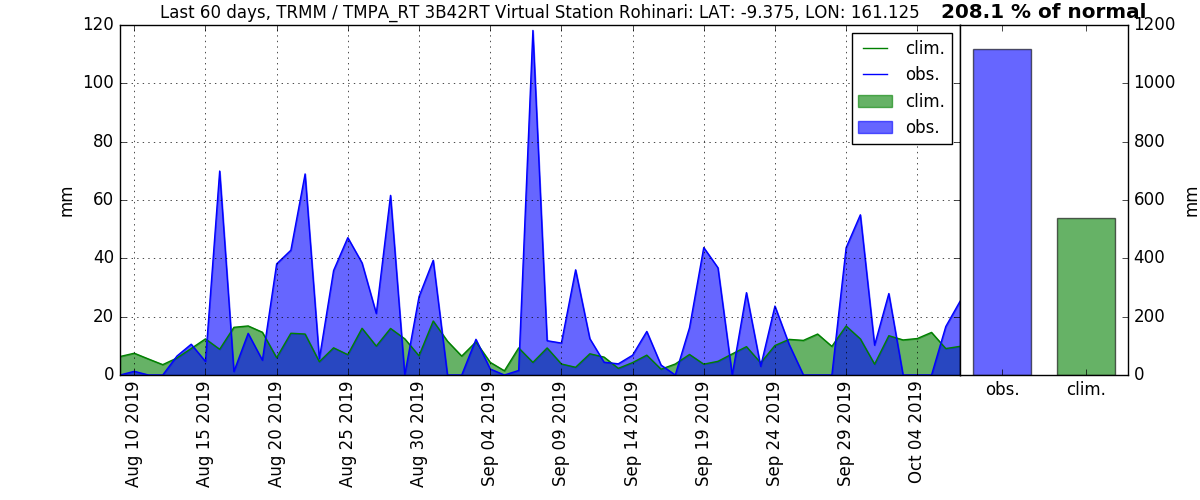 Last 60 days, TRMM / TMPA_RT 3B42RT Virtual Station Rohinari: LAT: -9.375, LON: 161.125
208.1 % of normal
120
100
80
60
40
20
0
mm
clim.
obs.
clim.
obs.
1200
1000
800
600
400
200
0
mm
Aug 10 2019
Aug 15 2019
Aug 20 2019
Aug 25 2019
Aug 30 2019
Sep 04 2019
Sep 09 2019
Sep 14 2019
Sep 19 2019
Sep 24 2019
Sep 29 2019
Oct 04 2019
obs.
clim.